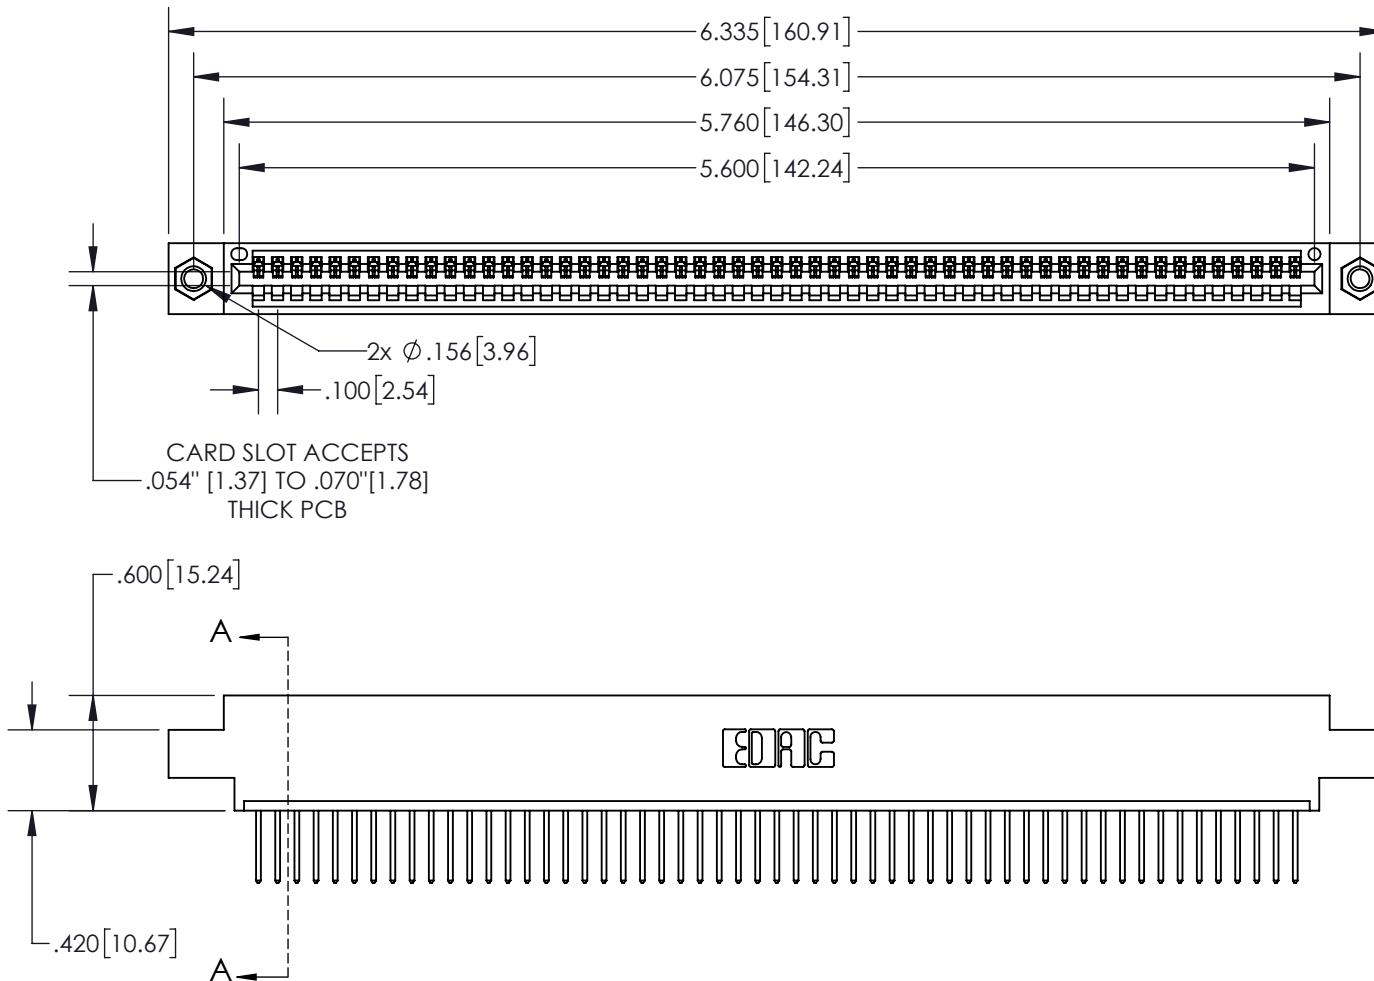 6.335[160.91]
6.075[154.31]
5.760[146.30]
5.600[142.24]
2x ∅.156[3.96]
.100[2.54]
CARD SLOT ACCEPTS
.054" [1.37] TO .070"[1.78]
THICK PCB
.600[15.24]
A
EDAC
.420[10.67]
A